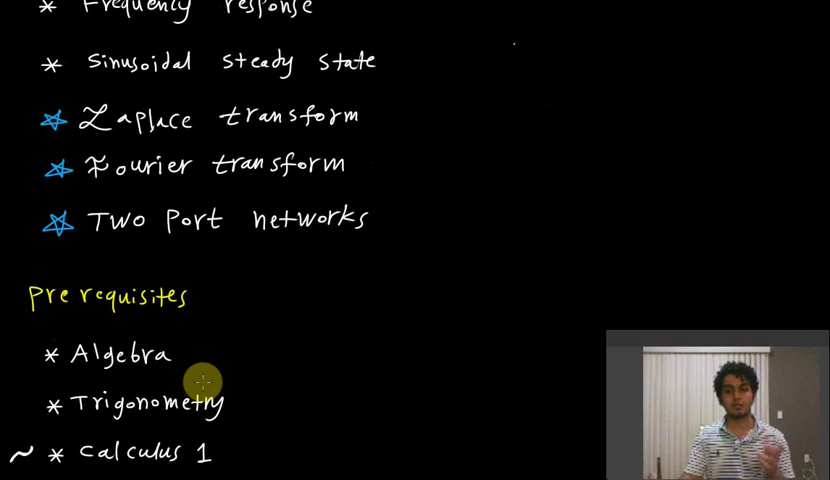 * Frequency response
* Sinusoidal steady state
☆ Laplace transform
☆ Fourier transform
☆ Two Port networks
Prerequisites
* Algebra
* Trigonometry
~ * Calculus 1